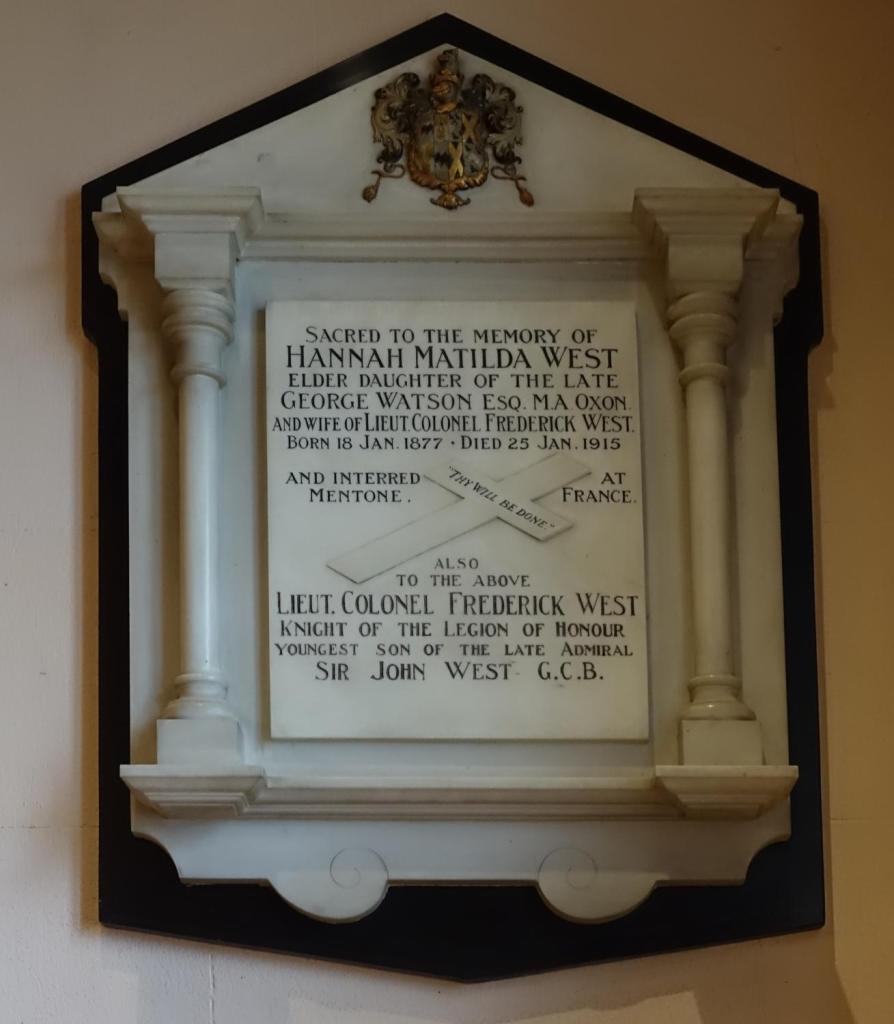 SACRED TO THE MEMORY OF
HANNAH MATILDA WEST
ELDER DAUGHTER OF THE LATE
GEORGE WATSON ESQ. M.A. OXON.
AND WIFE OF LIEUT. COLONEL FREDERICK WEST.
BORN 18 JAN. 1877 · DIED 25 JAN. 1915
AND INTERRED AT
MENTONE. FRANCE.
"THY WILL BE DONE."
ALSO
TO THE ABOVE
LIEUT. COLONEL FREDERICK WEST
KNIGHT OF THE LEGION OF HONOUR
YOUNGEST SON OF THE LATE ADMIRAL
SIR JOHN WEST G.C.B.